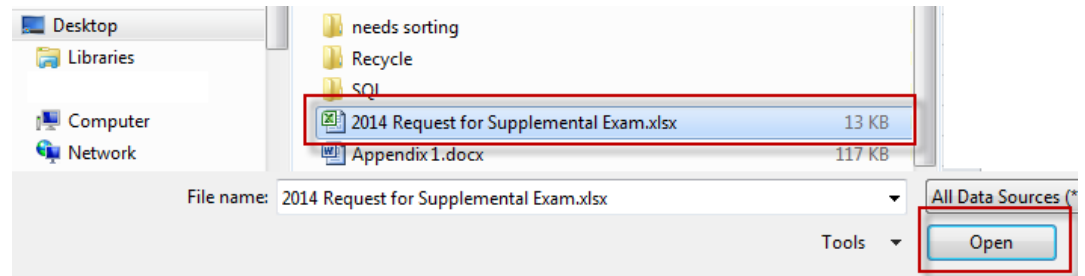 Desktop
needs sorting
Libraries
Recycle
SQL
Computer
2014 Request for Supplemental Exam.xlsx 13 KB
Network
Appendix 1.docx 117 KB
File name: 2014 Request for Supplemental Exam.xlsx All Data Sources (*
Tools Open